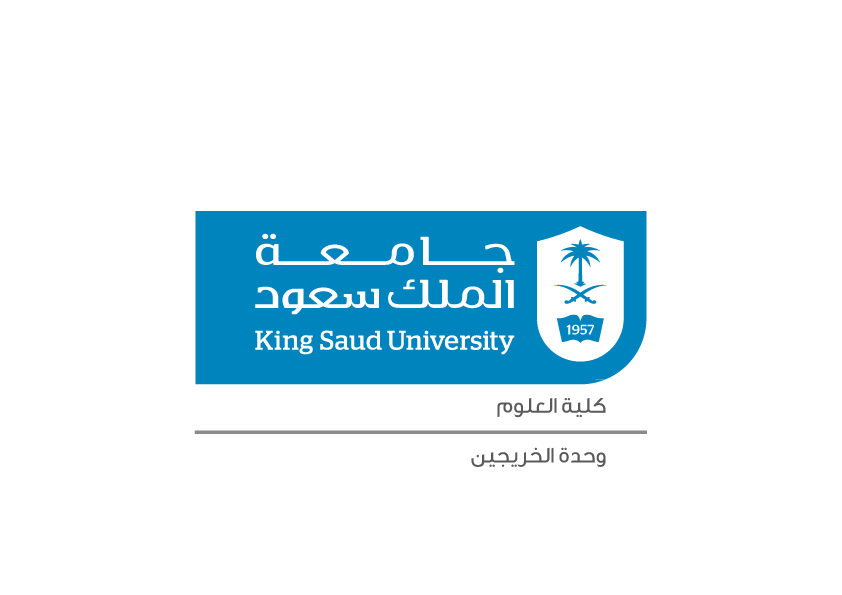 جامعة
الملك سعود
King Saud University
1957
كلية العلوم
وحدة الخريجين